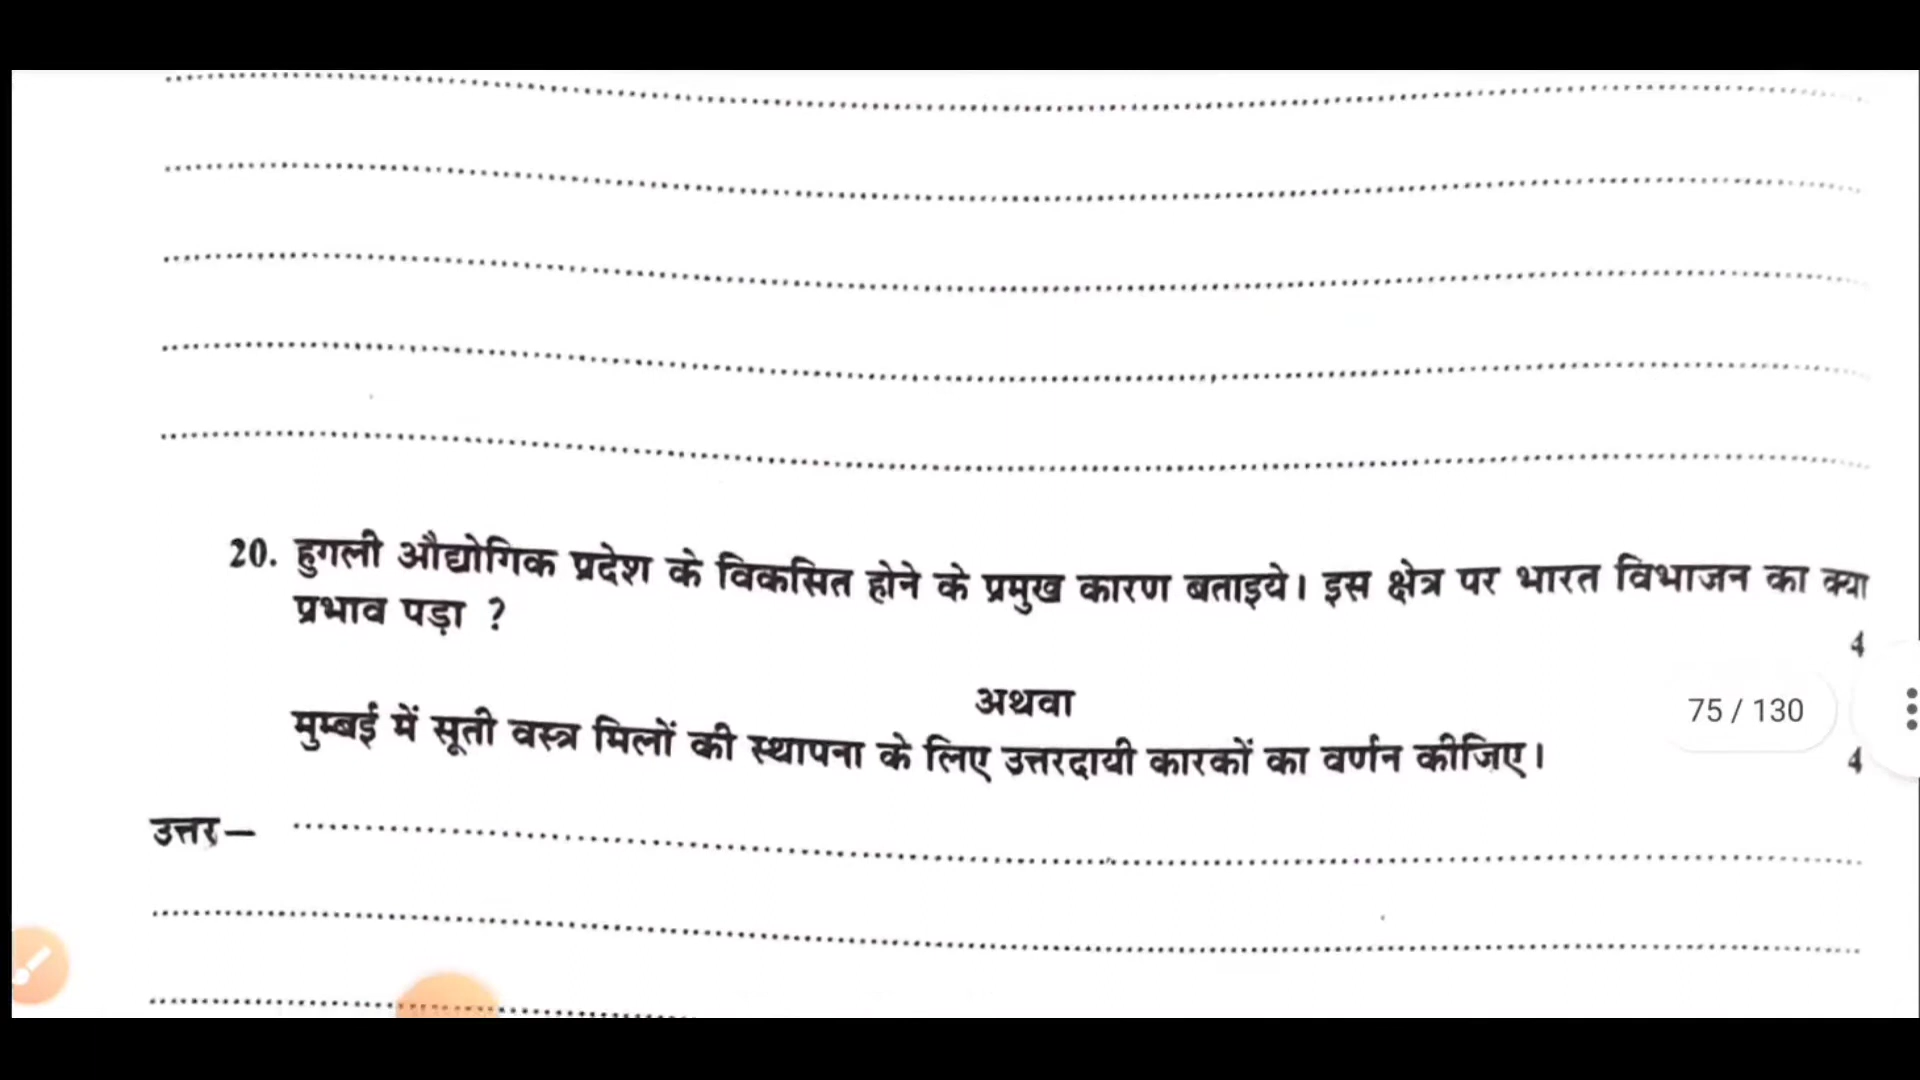 20. हुगली औद्योगिक प्रदेश के विकसित होने के प्रमुख कारण बताइये। इस क्षेत्र पर भारत विभाजन का क्या
प्रभाव पड़ा ?
4
अथवा
75 / 130
मुम्बई में सूती वस्त्र मिलों की स्थापना के लिए उत्तरदायी कारकों का वर्णन कीजिए।
4
उत्तर—